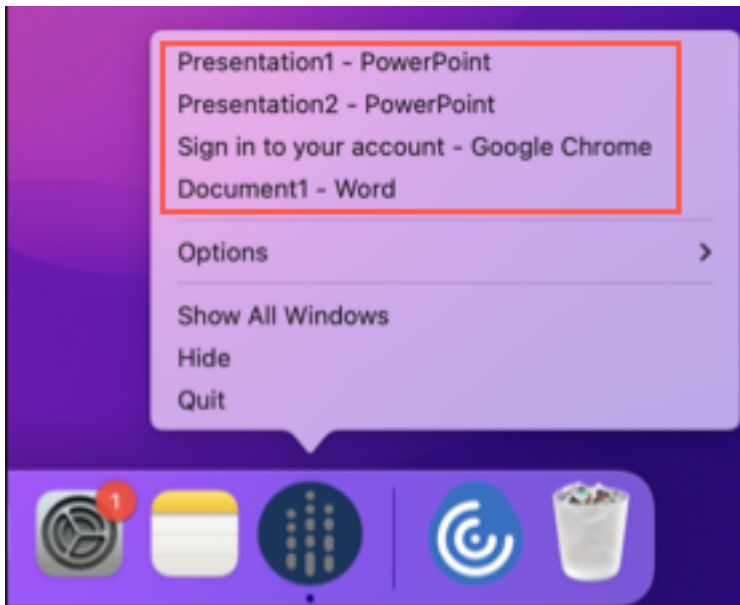 Presentation1 - PowerPoint
Presentation2 - PowerPoint
Sign in to your account - Google Chrome
Document1 - Word
Options
Show All Windows
Hide
Quit
1